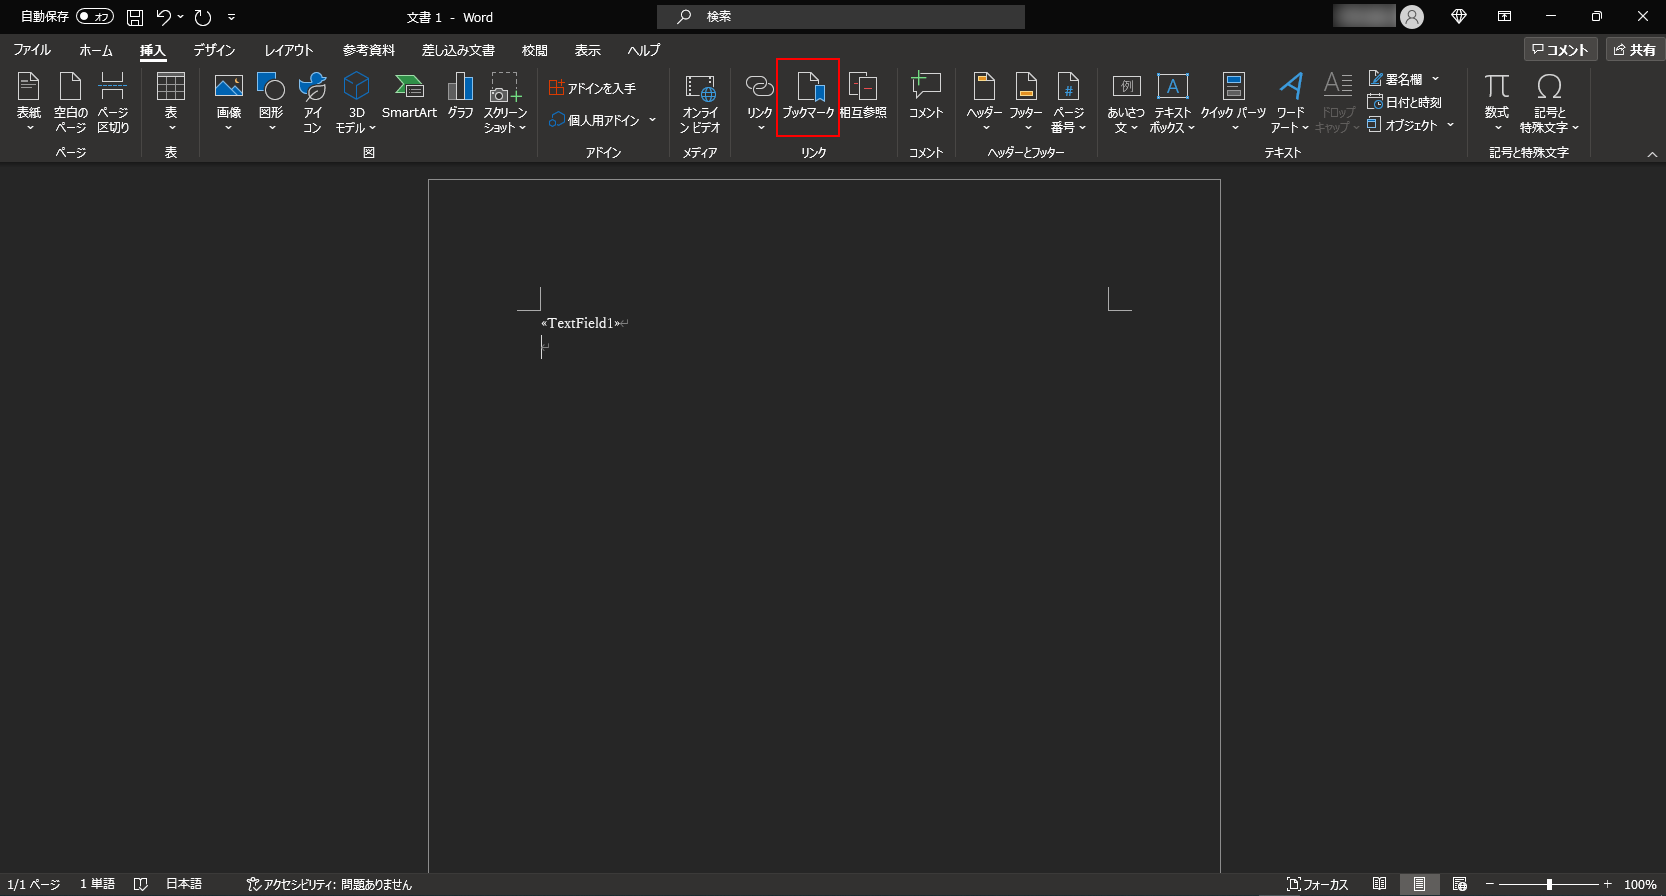 自動保存 オフ 文書 1 - Word 検索
ファイル ホーム 挿入 デザイン レイアウト 参考資料 差し込み文書 校閲 表示 ヘルプ コメント 共有
表紙
空白の
ページ
ページ
区切り
ページ
表
表
画像
図形
アイ
コン
3D
モデル
SmartArt
グラフ
スクリーン
ショット
図
アドインを入手
個人用アドイン
アドイン
オンライ
ン ビデオ
メディア
リンク
ブックマーク
相互参照
リンク
コメント
コメント
ヘッダー
フッター
#
ページ
番号
ヘッダーとフッター
例
あいさつ
文
A
テキスト
ボックス
クイック パーツ
ワード
アート
ドロップ
キャップ
署名欄
日付と時刻
オブジェクト
テキスト
π
数式
Ω
記号と
特殊文字
記号と特殊文字
«TextField1»↵
↵
1/1 ページ 1 単語 日本語 アクセシビリティ: 問題ありません フォーカス − + 100%